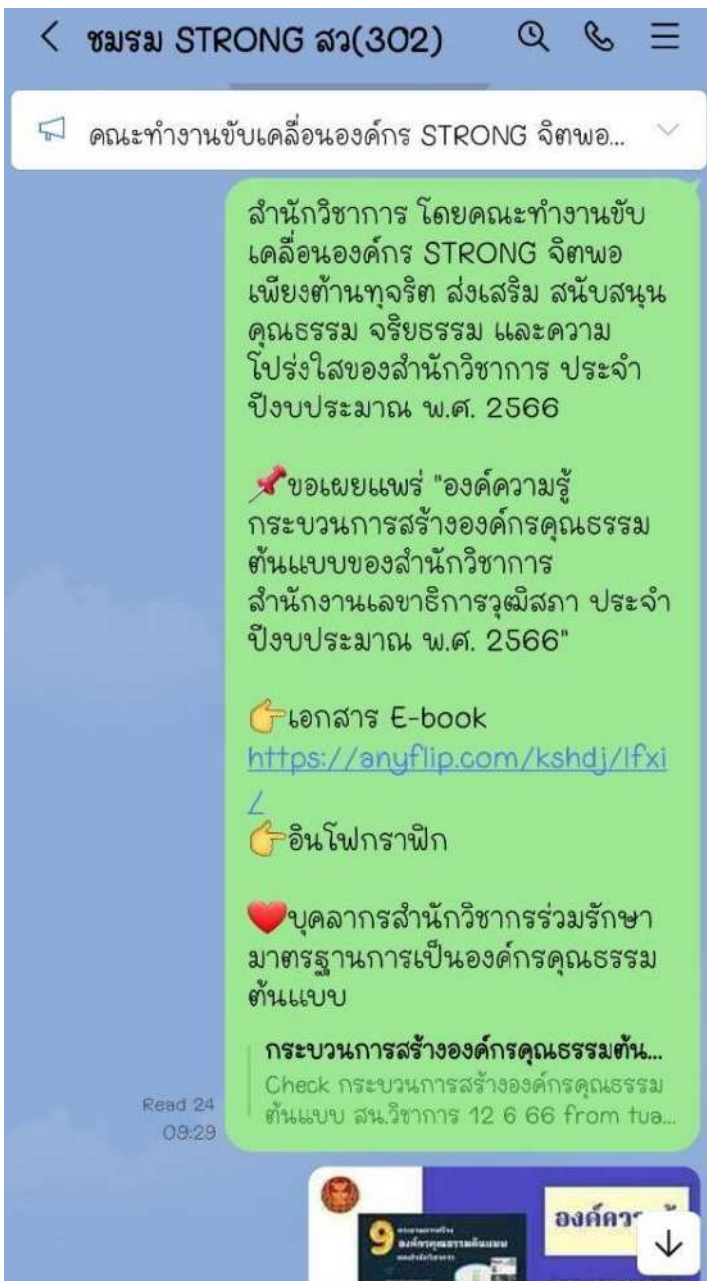 ชมรม STRONG สว(302)
คณะทำงานขับเคลื่อนองค์กร STRONG จิตพอ...
สำนักวิชาการ โดยคณะทำงานขับ
เคลื่อนองค์กร STRONG จิตพอ
เพียงต้านทุจริต ส่งเสริม สนับสนุน
คุณธรรม จริยธรรม และความ
โปร่งใสของสำนักวิชาการ ประจำ
ปีงบประมาณ พ.ศ. 2566
📌ขอเผยแพร่ "องค์ความรู้
กระบวนการสร้างองค์กรคุณธรรม
ต้นแบบของสำนักวิชาการ
สำนักงานเลขาธิการวุฒิสภา ประจำ
ปีงบประมาณ พ.ศ. 2566"
👉เอกสาร E-book
https://anyflip.com/kshdj/lfxi
/
👉อินโฟกราฟิก
❤️บุคลากรสำนักวิชากรร่วมรักษา
มาตรฐานการเป็นองค์กรคุณธรรม
ต้นแบบ
กระบวนการสร้างองค์กรคุณธรรมต้น...
Check กระบวนการสร้างองค์กรคุณธรรม
ต้นแบบ สน.วิชาการ 12 6 66 from tua...
Read 24
09:29
9
องค์กรคุณธรรมต้นแบบ